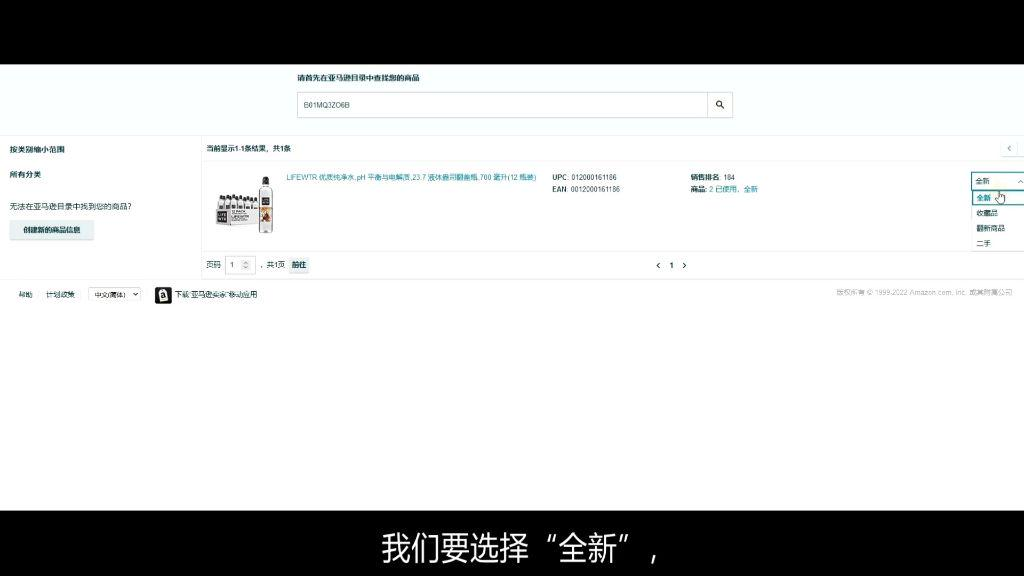 请首先在亚马逊目录中查找您的商品
B01MQ3ZO6B
按类别缩小范围
所有分类
无法在亚马逊目录中找到您的商品?
创建新的商品信息
当前显示1-1条结果，共1条
LIFEWTR 优质纯净水,pH 平衡与电解质,23.7 液体盎司翻盖瓶,700 毫升(12 瓶装)
UPC: 012000161186
EAN: 0012000161186
销售排名: 184
商品: 2 已使用、全新
全新
全新
收藏品
翻新商品
二手
页码 1 ，共1页 前往
1
帮助 计划政策 中文(简体) 下载“亚马逊卖家”移动应用
版权所有 © 1999-2022 Amazon.com, Inc. 或其附属公司
我们要选择“全新”，